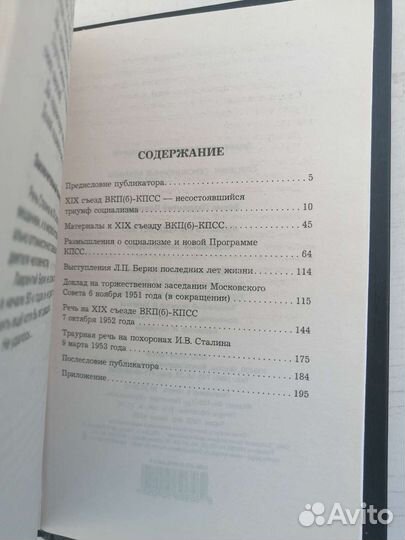 СОДЕРЖАНИЕ
Предисловие публикатора. 5
XIX съезд ВКП(б)-КПСС — несостоявшийся
триумф социализма 10
Материалы к XIX съезду ВКП(б)-КПСС. 45
Размышления о социализме и новой Программе
КПСС. 64
Выступления Л.П. Берии последних лет жизни. 114
Доклад на торжественном заседании Московского
Совета 6 ноября 1951 года (в сокращении) 115
Речь на XIX съезде ВКП(б)-КПСС
7 октября 1952 года 144
Траурная речь на похоронах И.В. Сталина
9 марта 1953 года 175
Послесловие публикатора 184
Приложение 195
Avito